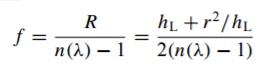 f = R / (n(λ) − 1) = (h_L + r²/h_L) / (2(n(λ) − 1))